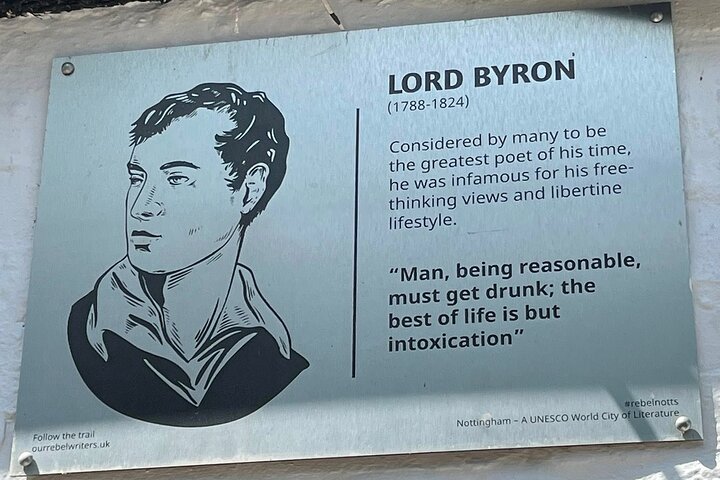 LORD BYRON
(1788-1824)
Considered by many to be
the greatest poet of his time,
he was infamous for his free-
thinking views and libertine
lifestyle.
“Man, being reasonable,
must get drunk; the
best of life is but
intoxication”
#rebelnotts
Nottingham – A UNESCO World City of Literature
Follow the trail
ourrebelwriters.uk